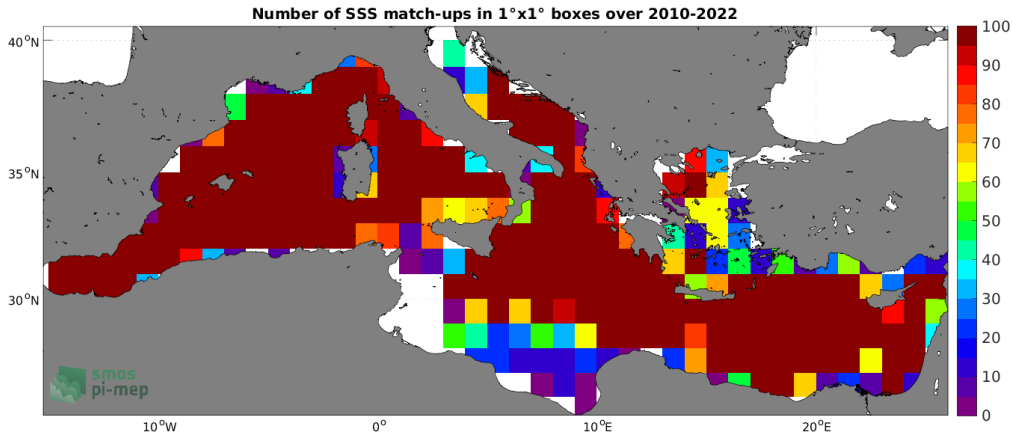 Number of SSS match-ups in 1°x1° boxes over 2010-2022
40°N
35°N
30°N
10°W
0°
10°E
20°E
100
90
80
70
60
50
40
30
20
10
0
smos
pi-mep